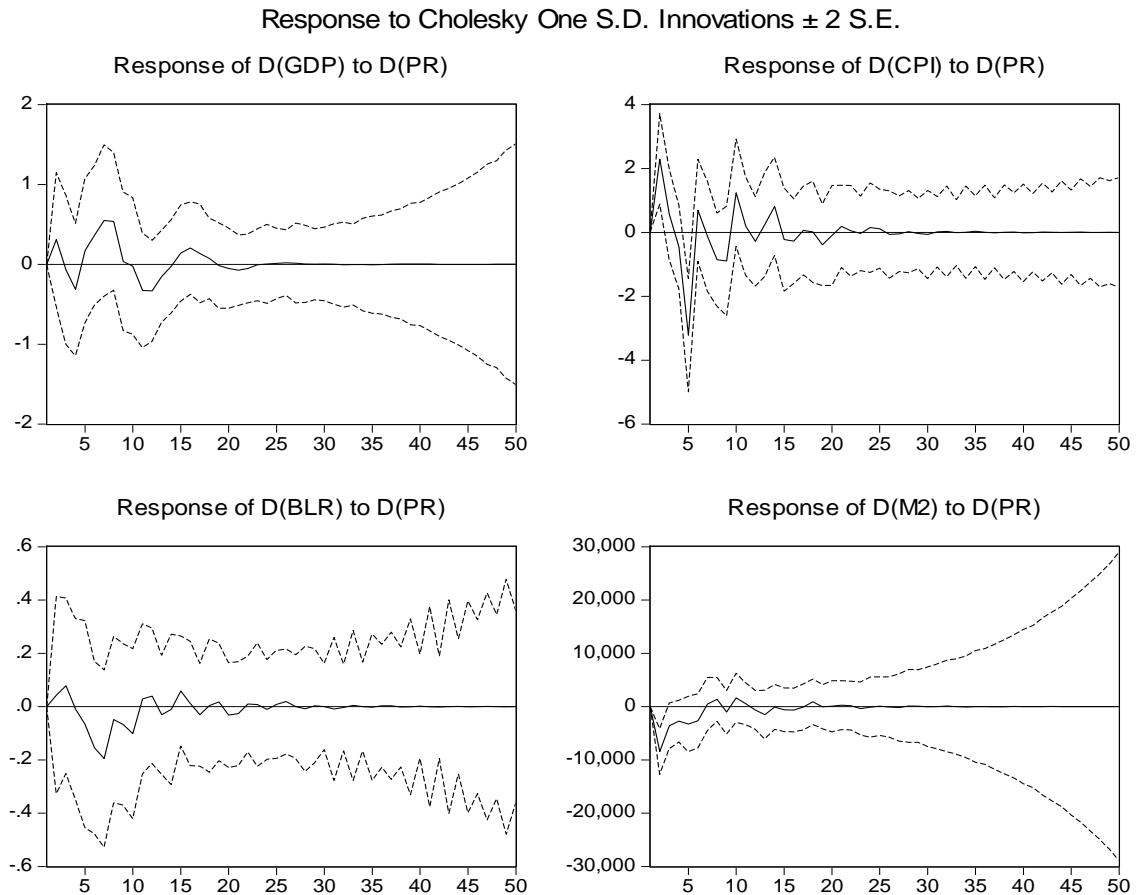 Response to Cholesky One S.D. Innovations ± 2 S.E.
Response of D(GDP) to D(PR)
2
1
0
-1
-2
5 10 15 20 25 30 35 40 45 50
Response of D(CPI) to D(PR)
4
2
0
-2
-4
-6
5 10 15 20 25 30 35 40 45 50
Response of D(BLR) to D(PR)
.6
.4
.2
.0
-.2
-.4
-.6
5 10 15 20 25 30 35 40 45 50
Response of D(M2) to D(PR)
30,000
20,000
10,000
0
-10,000
-20,000
-30,000
5 10 15 20 25 30 35 40 45 50